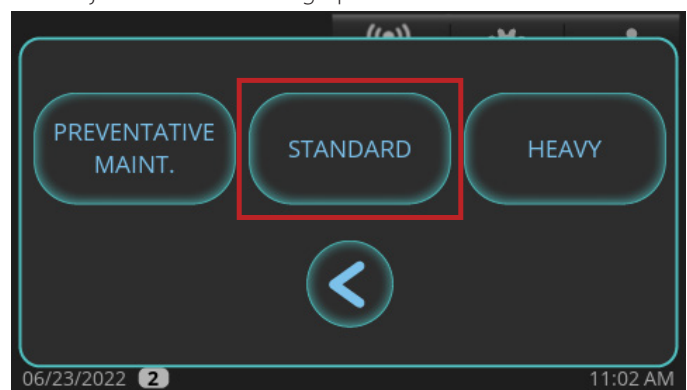 PREVENTATIVE
MAINT.
STANDARD
HEAVY
06/23/2022 2
11:02 AM